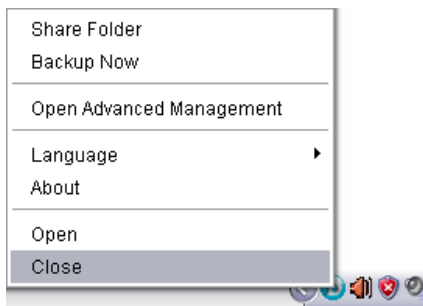 Share Folder
Backup Now
Open Advanced Management
Language
About
Open
Close